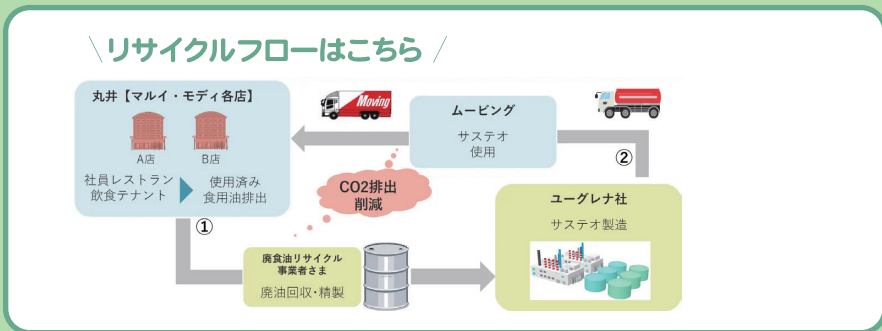 リサイクルフローはこちら
丸井【マルイ・モディ各店】
A店
B店
社員レストラン
飲食テナント
使用済み
食用油排出
Moving
ムービング
サステオ
使用
②
CO2排出
削減
ユーグレナ社
サステオ製造
①
廃食油リサイクル
事業者さま
廃油回収・精製